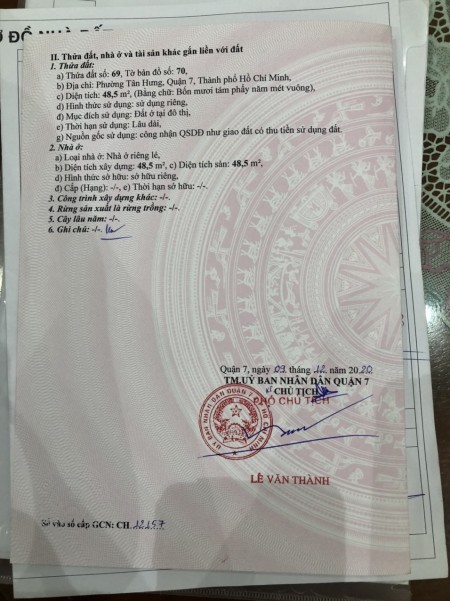 Ơ ĐỒ NHÀ
II. Thửa đất, nhà ở và tài sản khác gắn liền với đất
1. Thửa đất:
a) Thửa đất số: 69, Tờ bản đồ số: 70,
b) Địa chỉ: Phường Tân Hưng, Quận 7, Thành phố Hồ Chí Minh,
c) Diện tích: 48,5 m², (Bằng chữ: Bốn mươi tám phẩy năm mét vuông),
d) Hình thức sử dụng: sử dụng riêng,
đ) Mục đích sử dụng: Đất ở tại đô thị,
e) Thời hạn sử dụng: Lâu dài,
g) Nguồn gốc sử dụng: công nhận QSDĐ như giao đất có thu tiền sử dụng đất.
2. Nhà ở:
a) Loại nhà ở: Nhà ở riêng lẻ,
b) Diện tích xây dựng: 48,5 m², c) Diện tích sàn: 48,5 m²,
d) Hình thức sở hữu: sở hữu riêng,
đ) Cấp (Hạng): -/-, e) Thời hạn sở hữu: -/-.
3. Công trình xây dựng khác: -/-.
4. Rừng sản xuất là rừng trồng: -/-.
5. Cây lâu năm: -/-.
6. Ghi chú: -/-.
Quận 7, ngày 03 tháng 12 năm 2020
TM.UỶ BAN NHÂN DÂN QUẬN 7
CHỦ TỊCH
PHÓ CHỦ TỊCH
LÊ VĂN THÀNH
Số vào sổ cấp GCN: CH 12157